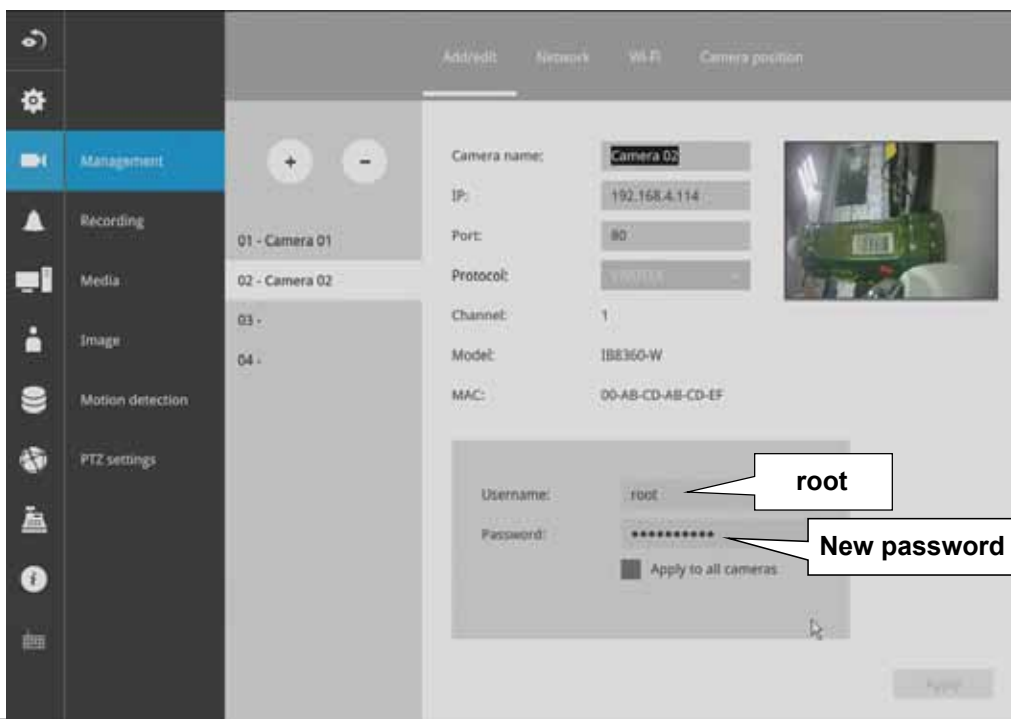 Add/edit Network Wi-Fi Camera position
Management
Recording
Media
Image
Motion detection
PTZ settings
+ -
01 - Camera 01
02 - Camera 02
03 -
04 -
Camera name: Camera 02
IP: 192.168.4.114
Port: 80
Protocol:
Channel: 1
Model: IB8360-W
MAC: 00-AB-CD-AB-CD-EF
Username: root
root
Password: **********
New password
Apply to all cameras
Apply